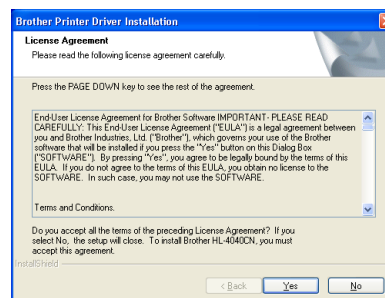 Brother Printer Driver Installation
License Agreement
Please read the following license agreement carefully.
Press the PAGE DOWN key to see the rest of the agreement.
End-User License Agreement for Brother Software IMPORTANT- PLEASE READ
CAREFULLY: This End-User License Agreement ("EULA") is a legal agreement between
you and Brother Industries, Ltd. ("Brother"), which governs your use of the Brother
software that will be installed if you press the "Yes" button on this Dialog Box
("SOFTWARE"). By pressing "Yes", you agree to be legally bound by the terms of this
EULA. If you do not agree to the terms of this EULA, you obtain no license to the
SOFTWARE. In such case, you may not use the SOFTWARE.
Terms and Conditions.
Do you accept all the terms of the preceding License Agreement? If you
select No, the setup will close. To install Brother HL-4040CN, you must
accept this agreement.
InstallShield
< Back Yes No